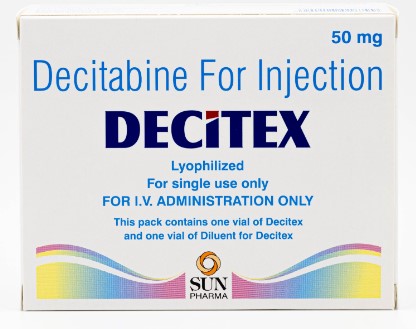 50 mg
Decitabine For Injection
DECiTEX
Lyophilized
For single use only
FOR I.V. ADMINISTRATION ONLY
This pack contains one vial of Decitex
and one vial of Diluent for Decitex
SUN
PHARMA